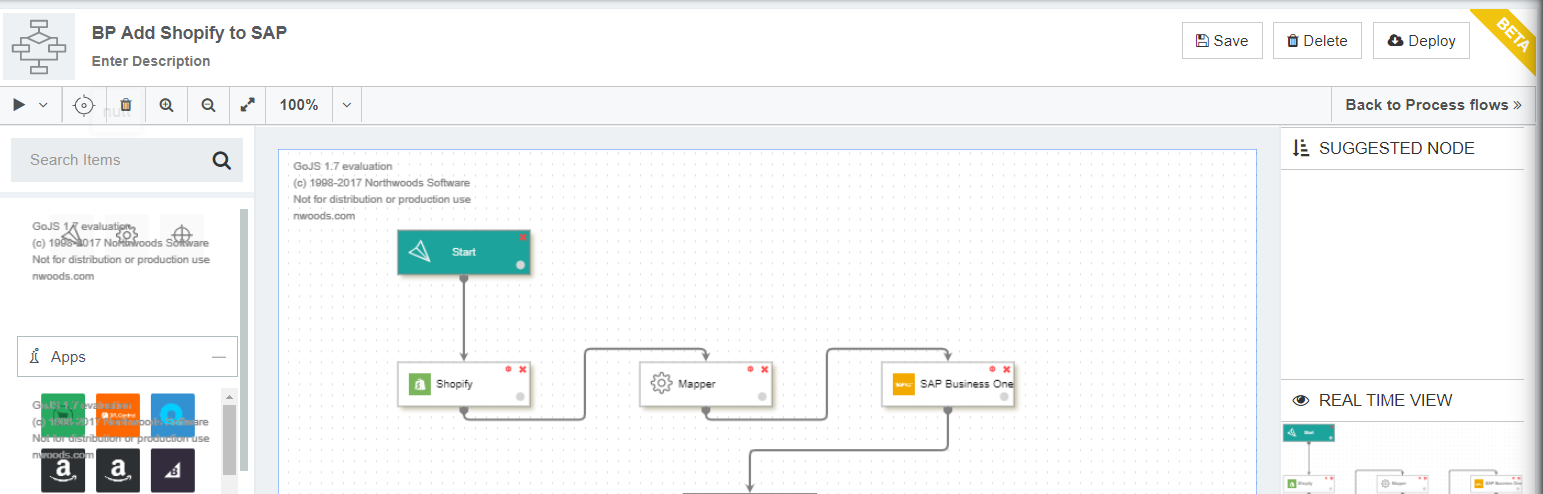 BP Add Shopify to SAP
Enter Description
Save
Delete
Deploy
BETA
null
100%
Back to Process flows »
Search Items
GoJS 1.7 evaluation
(c) 1998-2017 Northwoods Software
Not for distribution or production use
nwoods.com
Apps
GoJS 1.7 evaluation
(c) 1998-2017 Northwoods Software
Not for distribution or production use
nwoods.com
GoJS 1.7 evaluation
(c) 1998-2017 Northwoods Software
Not for distribution or production use
nwoods.com
Start
Shopify
Mapper
SAP Business One
SUGGESTED NODE
REAL TIME VIEW
Start
Shopify
Mapper
SAP Business One